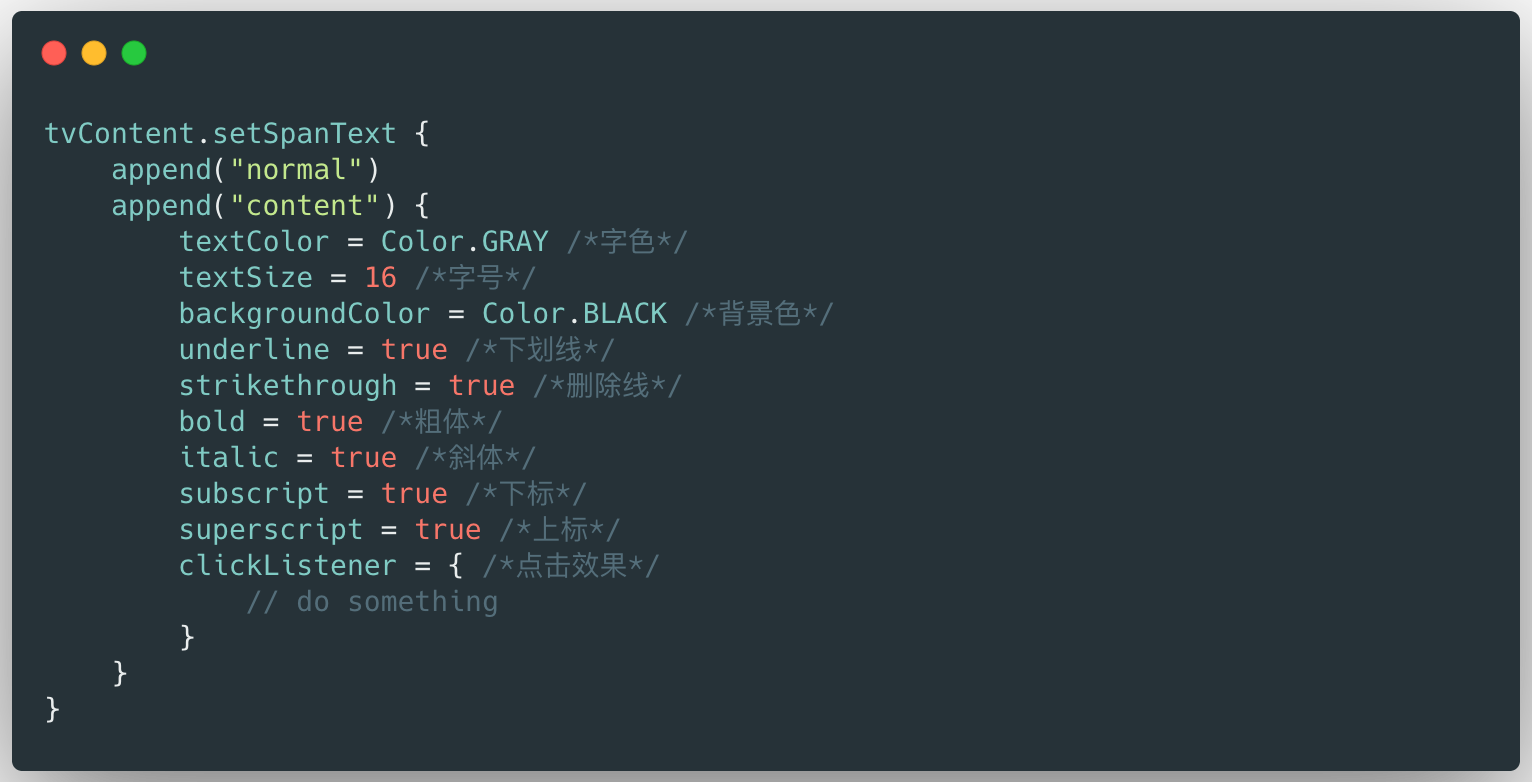 tvContent.setSpanText {
    append("normal")
    append("content") {
        textColor = Color.GRAY /*字色*/
        textSize = 16 /*字号*/
        backgroundColor = Color.BLACK /*背景色*/
        underline = true /*下划线*/
        strikethrough = true /*删除线*/
        bold = true /*粗体*/
        italic = true /*斜体*/
        subscript = true /*下标*/
        superscript = true /*上标*/
        clickListener = { /*点击效果*/
            // do something
        }
    }
}